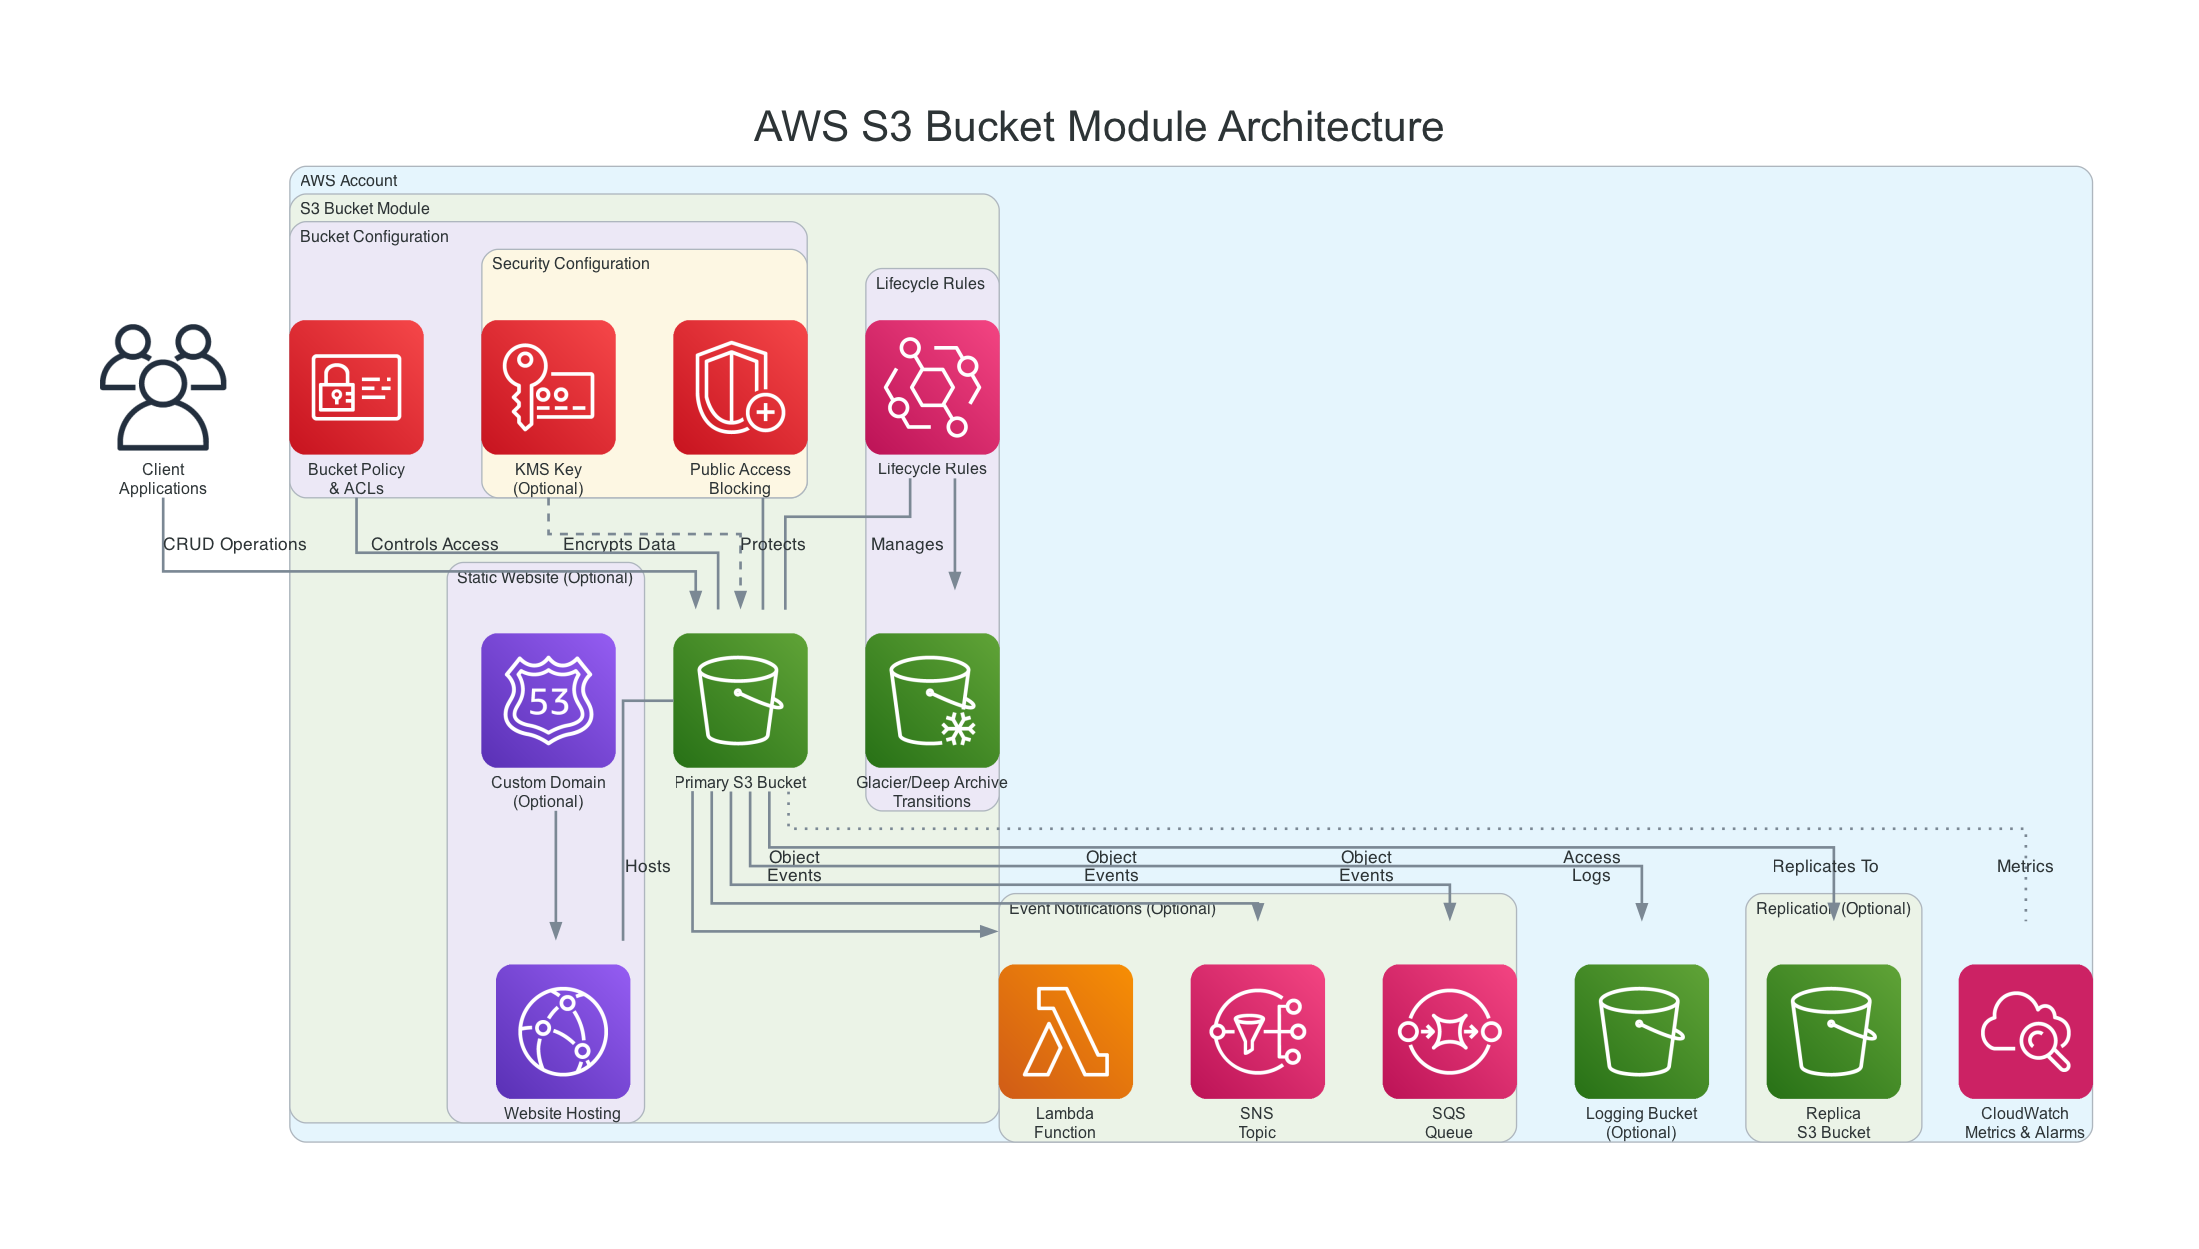 AWS S3 Bucket Module Architecture
AWS Account
S3 Bucket Module
Bucket Configuration
Security Configuration
Lifecycle Rules
Client
Applications
Bucket Policy
& ACLs
KMS Key
(Optional)
Public Access
Blocking
Lifecycle Rules
CRUD Operations
Controls Access
Encrypts Data
Protects
Manages
Static Website (Optional)
53
Custom Domain
(Optional)
Primary S3 Bucket
Glacier/Deep Archive
Transitions
Hosts
Object
Events
Object
Events
Object
Events
Access
Logs
Replicates To
Metrics
Event Notifications (Optional)
Replication (Optional)
Website Hosting
Lambda
Function
SNS
Topic
SQS
Queue
Logging Bucket
(Optional)
Replica
S3 Bucket
CloudWatch
Metrics & Alarms